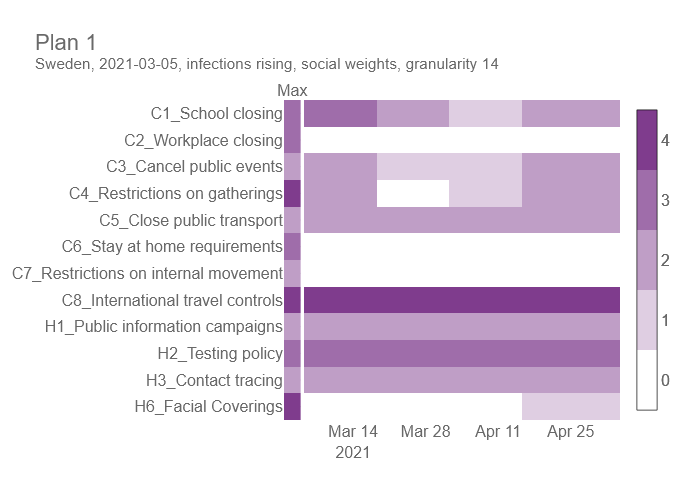 Plan 1
Sweden, 2021-03-05, infections rising, social weights, granularity 14
Max
C1_School closing
C2_Workplace closing
C3_Cancel public events
C4_Restrictions on gatherings
C5_Close public transport
C6_Stay at home requirements
C7_Restrictions on internal movement
C8_International travel controls
H1_Public information campaigns
H2_Testing policy
H3_Contact tracing
H6_Facial Coverings
4
3
2
1
0
Mar 14 Mar 28 Apr 11 Apr 25
2021